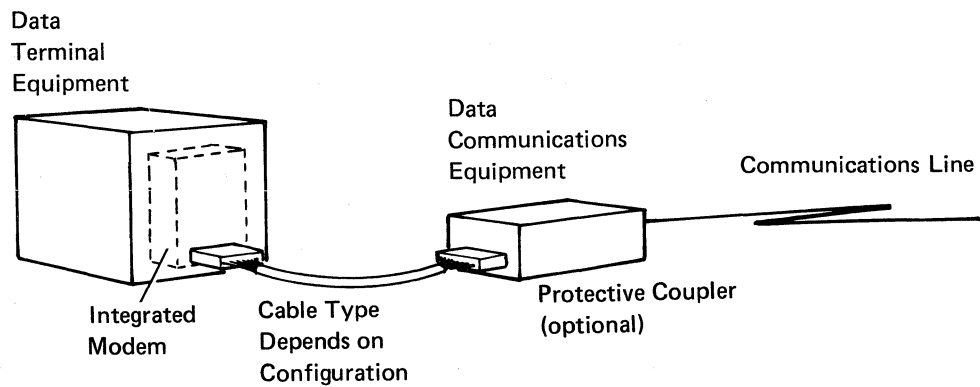 Data
Terminal
Equipment
Data
Communications
Equipment
Communications Line
Integrated
Modem
Cable Type
Depends on
Configuration
Protective Coupler
(optional)